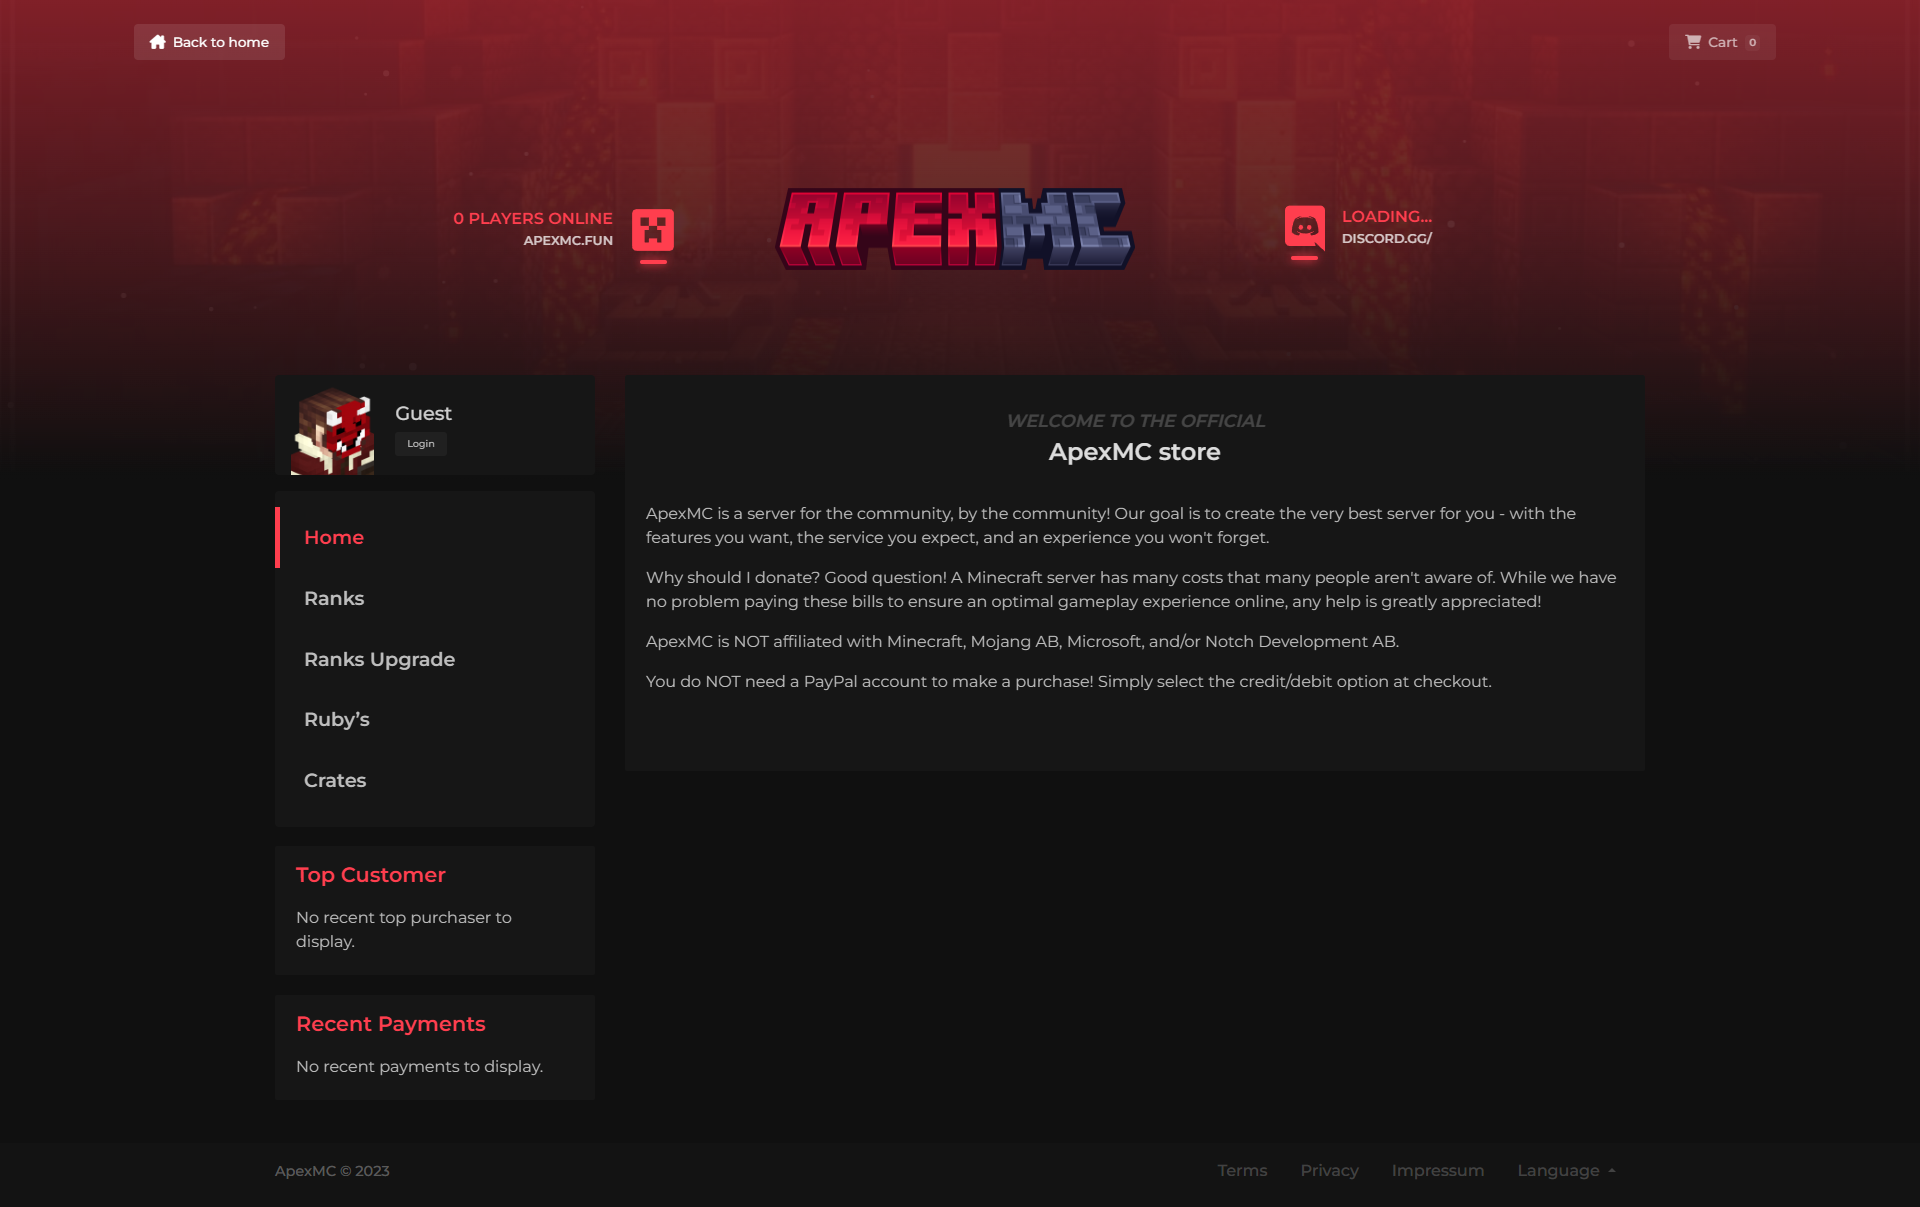 Back to home
Cart 0
0 PLAYERS ONLINE
APEXMC.FUN
APEXMC
LOADING...
DISCORD.GG/
Guest
Login
Home
Ranks
Ranks Upgrade
Ruby’s
Crates
Top Customer
No recent top purchaser to
display.
Recent Payments
No recent payments to display.
WELCOME TO THE OFFICIAL
ApexMC store
ApexMC is a server for the community, by the community! Our goal is to create the very best server for you - with the
features you want, the service you expect, and an experience you won't forget.
Why should I donate? Good question! A Minecraft server has many costs that many people aren't aware of. While we have
no problem paying these bills to ensure an optimal gameplay experience online, any help is greatly appreciated!
ApexMC is NOT affiliated with Minecraft, Mojang AB, Microsoft, and/or Notch Development AB.
You do NOT need a PayPal account to make a purchase! Simply select the credit/debit option at checkout.
ApexMC © 2023
Terms
Privacy
Impressum
Language